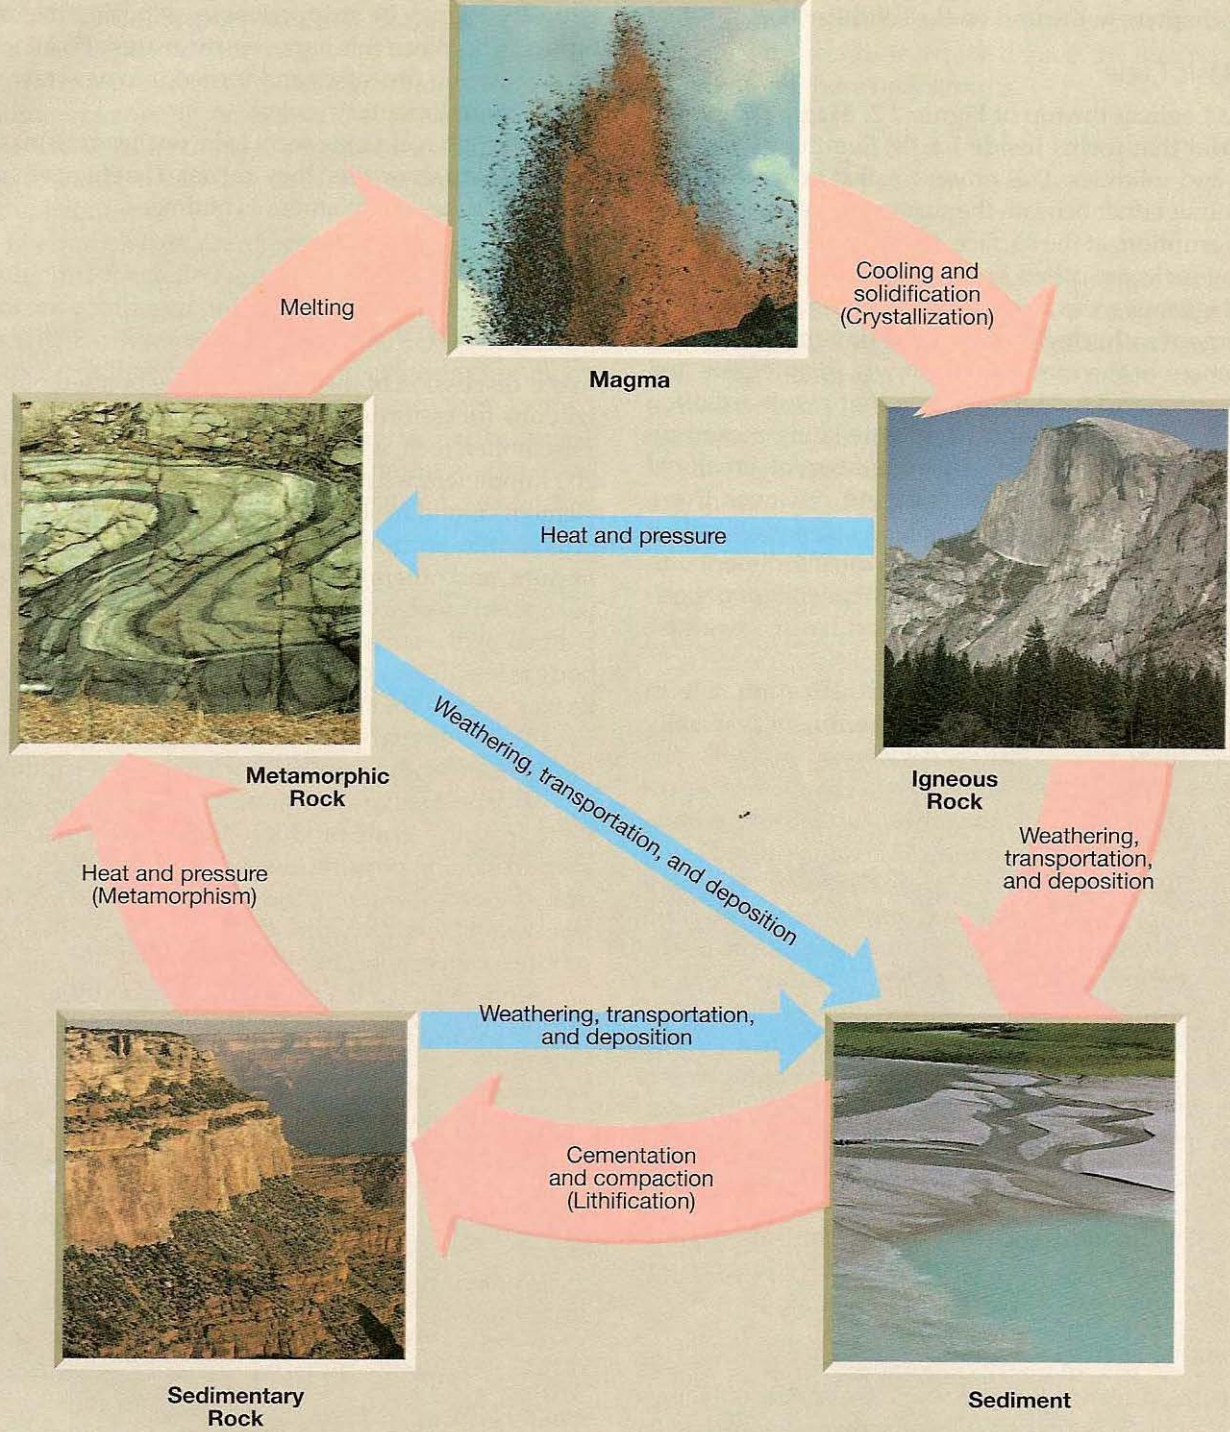 Melting
Cooling and
solidification
(Crystallization)
Magma
Heat and pressure
Metamorphic
Rock
Igneous
Rock
Weathering, transportation, and deposition
Weathering,
transportation,
and deposition
Heat and pressure
(Metamorphism)
Weathering, transportation,
and deposition
Cementation
and compaction
(Lithification)
Sedimentary
Rock
Sediment